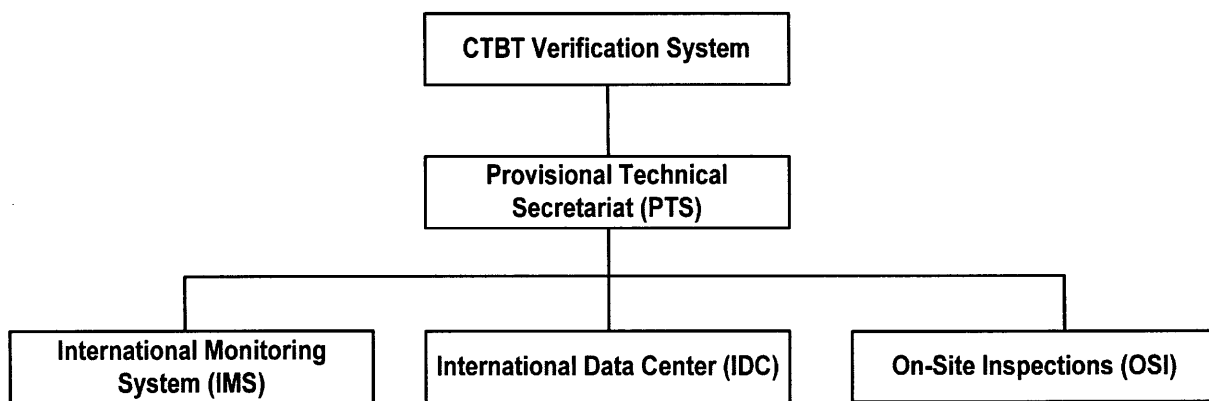 CTBT Verification System
Provisional Technical
Secretariat (PTS)
International Monitoring
System (IMS)
International Data Center (IDC)
On-Site Inspections (OSI)